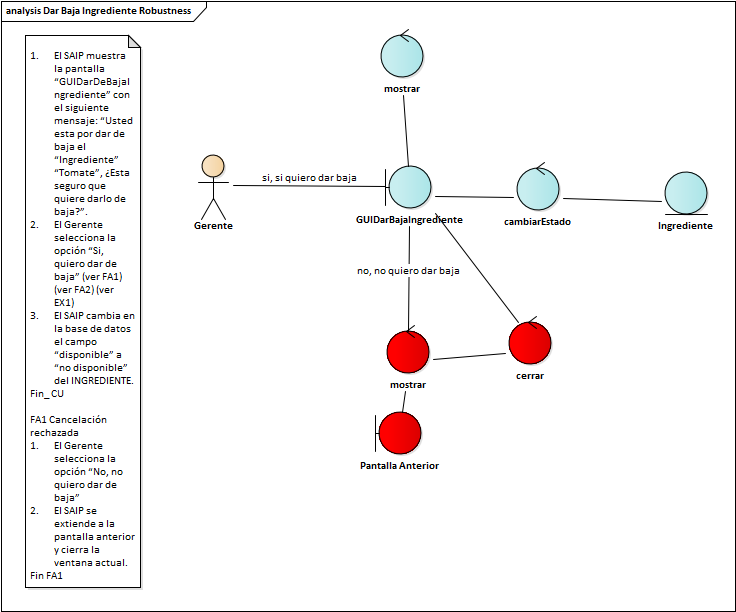 analysis Dar Baja Ingrediente Robustness
1. El SAIP muestra
la pantalla
“GUIDarDeBajaI
ngrediente” con
el siguiente
mensaje: “Usted
esta por dar de
baja el
“Ingrediente”
“Tomate”, ¿Esta
seguro que
quiere darlo de
baja?”.
2. El Gerente
selecciona la
opción “Si,
quiero dar de
baja” (ver FA1)
(ver FA2) (ver
EX1)
3. El SAIP cambia en
la base de datos
el campo
“disponible” a
“no disponible”
del INGREDIENTE.
Fin_CU
FA1 Cancelación
rechazada
1. El Gerente
selecciona la
opción “No, no
quiero dar de
baja”
2. El SAIP se
extiende a la
pantalla anterior
y cierra la
ventana actual.
Fin FA1
mostrar
si, si quiero dar baja
Gerente
GUIDarBajaIngrediente
cambiarEstado
Ingrediente
no, no quiero dar baja
mostrar
cerrar
Pantalla Anterior